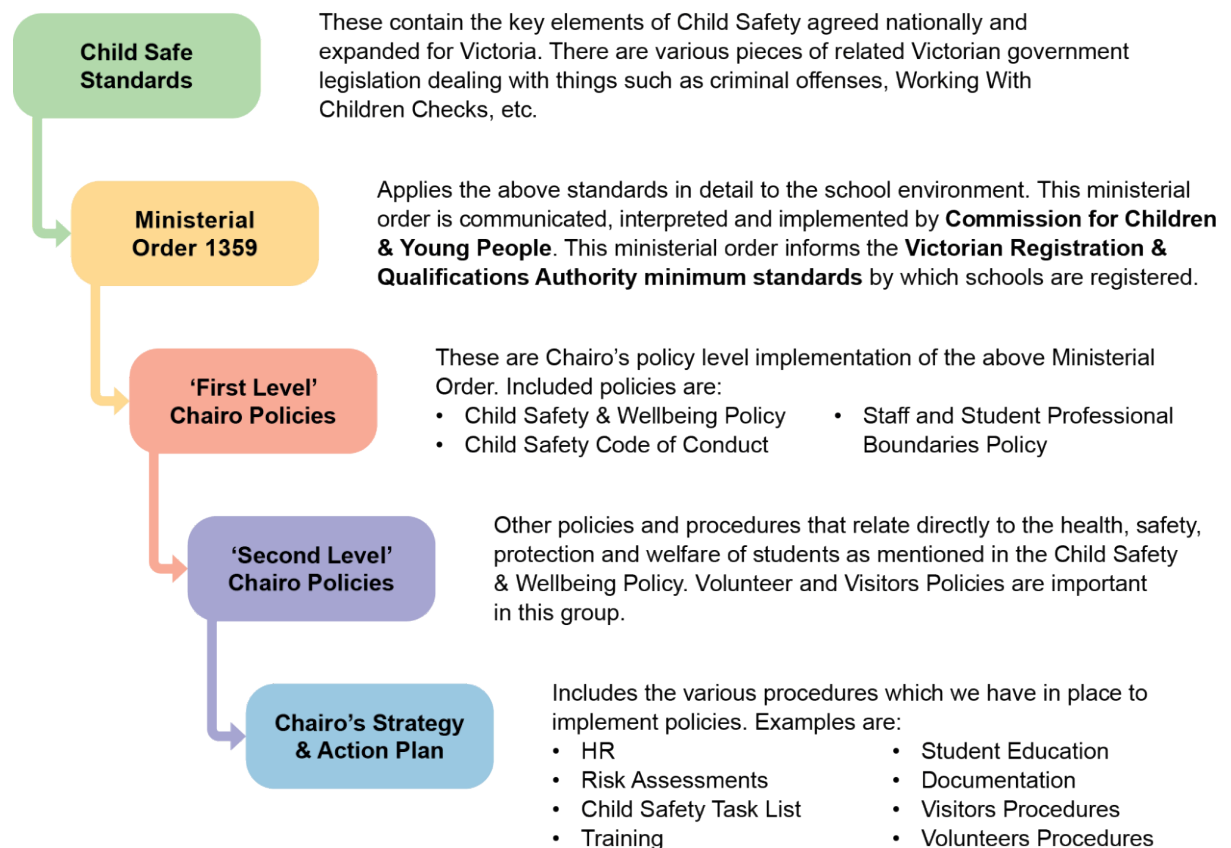 Child Safe
Standards
These contain the key elements of Child Safety agreed nationally and
expanded for Victoria. There are various pieces of related Victorian government
legislation dealing with things such as criminal offenses, Working With
Children Checks, etc.
Ministerial
Order 1359
Applies the above standards in detail to the school environment. This ministerial
order is communicated, interpreted and implemented by Commission for Children
& Young People. This ministerial order informs the Victorian Registration &
Qualifications Authority minimum standards by which schools are registered.
‘First Level’
Chairo Policies
These are Chairo’s policy level implementation of the above Ministerial
Order. Included policies are:
• Child Safety & Wellbeing Policy
• Child Safety Code of Conduct
• Staff and Student Professional
Boundaries Policy
‘Second Level’
Chairo Policies
Other policies and procedures that relate directly to the health, safety,
protection and welfare of students as mentioned in the Child Safety
& Wellbeing Policy. Volunteer and Visitors Policies are important
in this group.
Chairo’s Strategy
& Action Plan
Includes the various procedures which we have in place to
implement policies. Examples are:
• HR
• Risk Assessments
• Child Safety Task List
• Training
• Student Education
• Documentation
• Visitors Procedures
• Volunteers Procedures